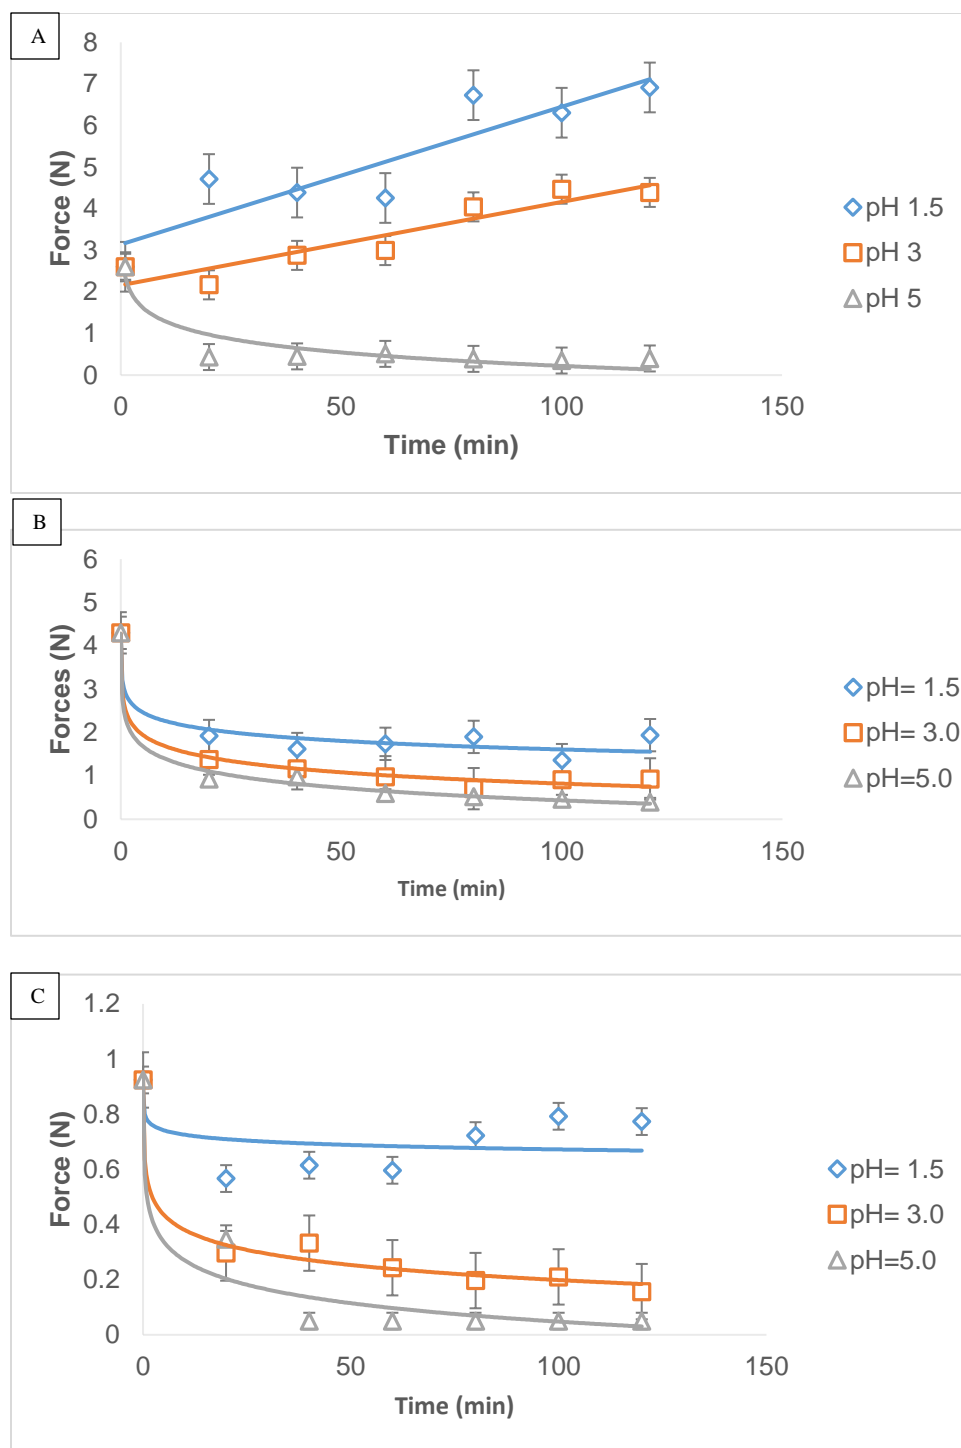 A
8
7
6
5
4
3
2
1
0
Force (N)
0 50 100 150
Time (min)
pH 1.5
pH 3
pH 5
B
6
5
4
3
2
1
0
Forces (N)
0 50 100 150
Time (min)
pH= 1.5
pH= 3.0
pH=5.0
C
1.2
1
0.8
0.6
0.4
0.2
0
Force (N)
0 50 100 150
Time (min)
pH= 1.5
pH= 3.0
pH=5.0